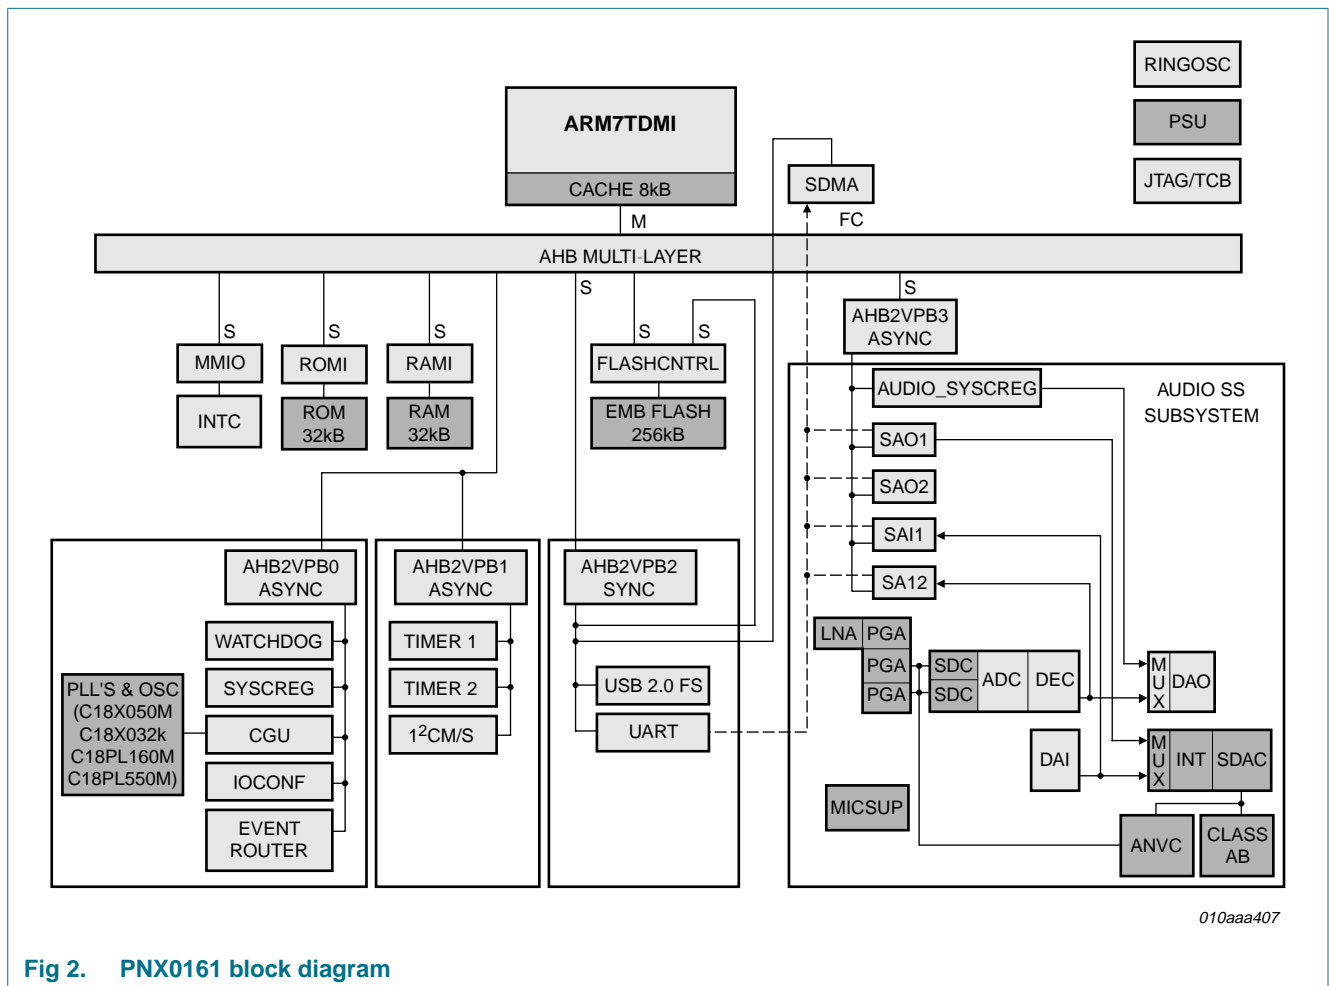 RINGOSC
ARM7TDMI
PSU
CACHE 8kB
SDMA
JTAG/TCB
M
FC
AHB MULTI-LAYER
S
S
AHB2VPB3
ASYNC
S
S
S
S
S
MMIO
ROMI
RAMI
FLASHCNTRL
INTC
ROM
32kB
RAM
32kB
EMB FLASH
256kB
AUDIO_SYSCREG
AUDIO SS
SUBSYSTEM
SAO1
SAO2
SAI1
SA12
AHB2VPB0
ASYNC
AHB2VPB1
ASYNC
AHB2VPB2
SYNC
WATCHDOG
SYSCREG
CGU
IOCONF
EVENT
ROUTER
PLL'S & OSC
(C18X050M
C18X032k
C18PL160M
C18PL550M)
TIMER 1
TIMER 2
1²CM/S
USB 2.0 FS
UART
LNA
PGA
PGA
PGA
SDC
SDC
ADC
DEC
MUX
DAO
DAI
MUX
INT
SDAC
MICSUP
ANVC
CLASS
AB
010aaa407
Fig 2. PNX0161 block diagram